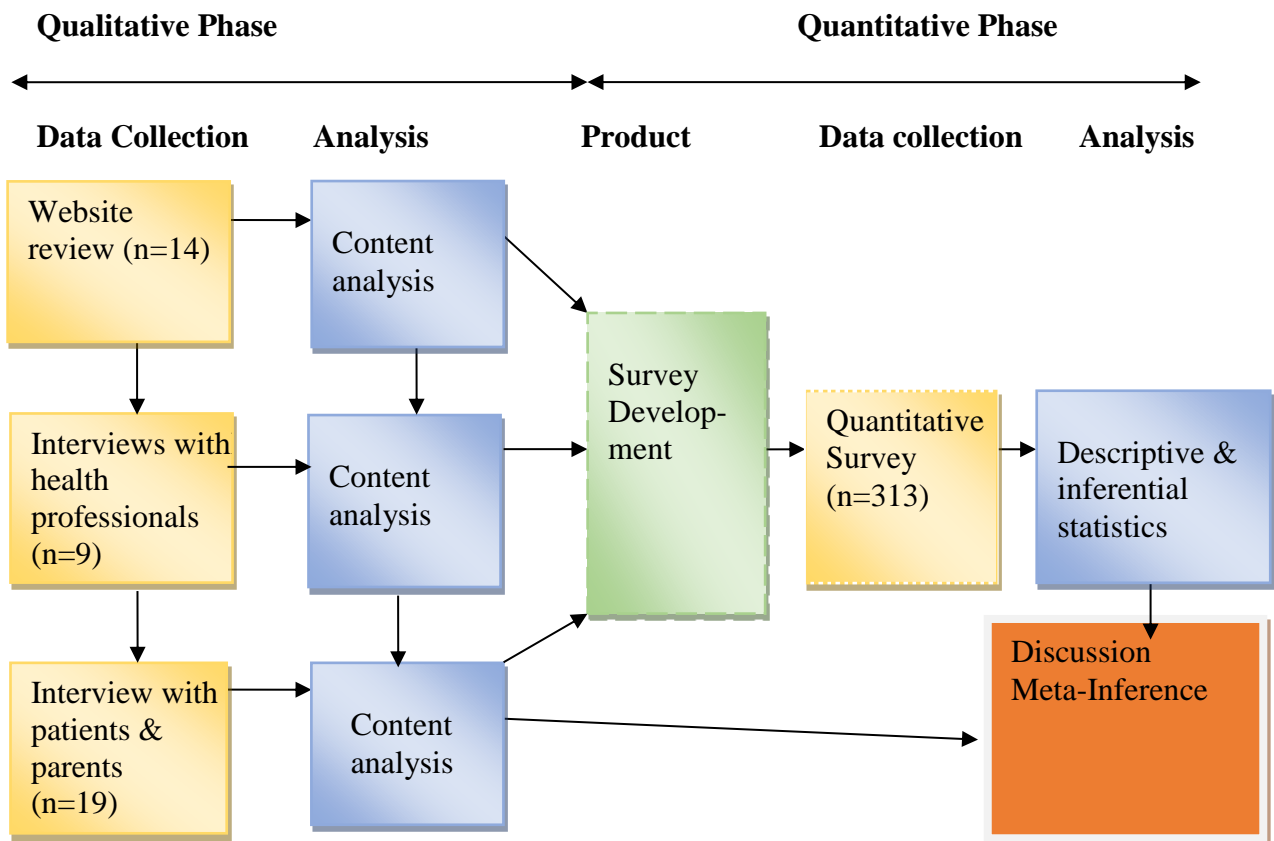 Qualitative Phase
Quantitative Phase
Data Collection
Analysis
Product
Data collection
Analysis
Website
review (n=14)
Content
analysis
Interviews with
health
professionals
(n=9)
Content
analysis
Interview with
patients &
parents
(n=19)
Content
analysis
Survey
Develop-
ment
Quantitative
Survey
(n=313)
Descriptive &
inferential
statistics
Discussion
Meta-Inference